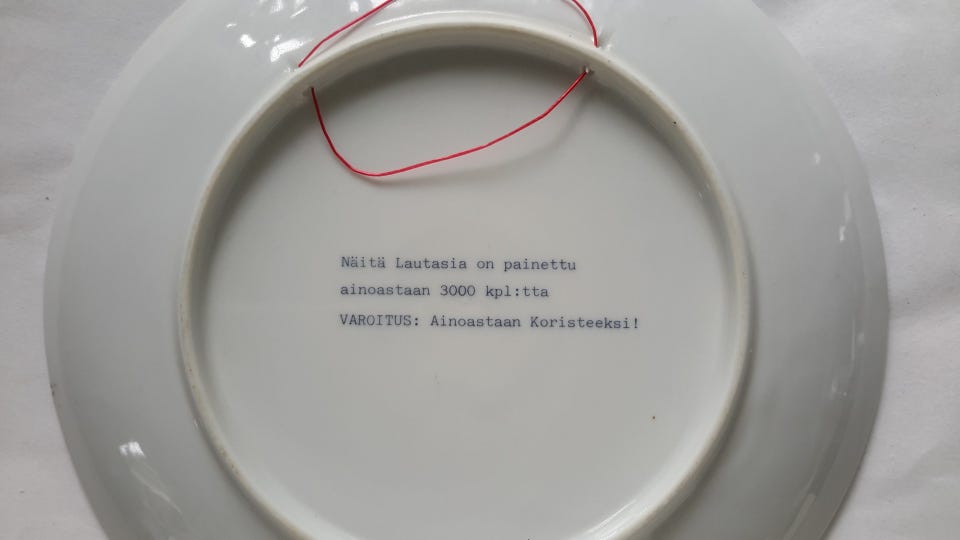 Näitä Lautasia on painettu
ainoastaan 3000 kpl:tta
VAROITUS: Ainoastaan Koristeeksi!